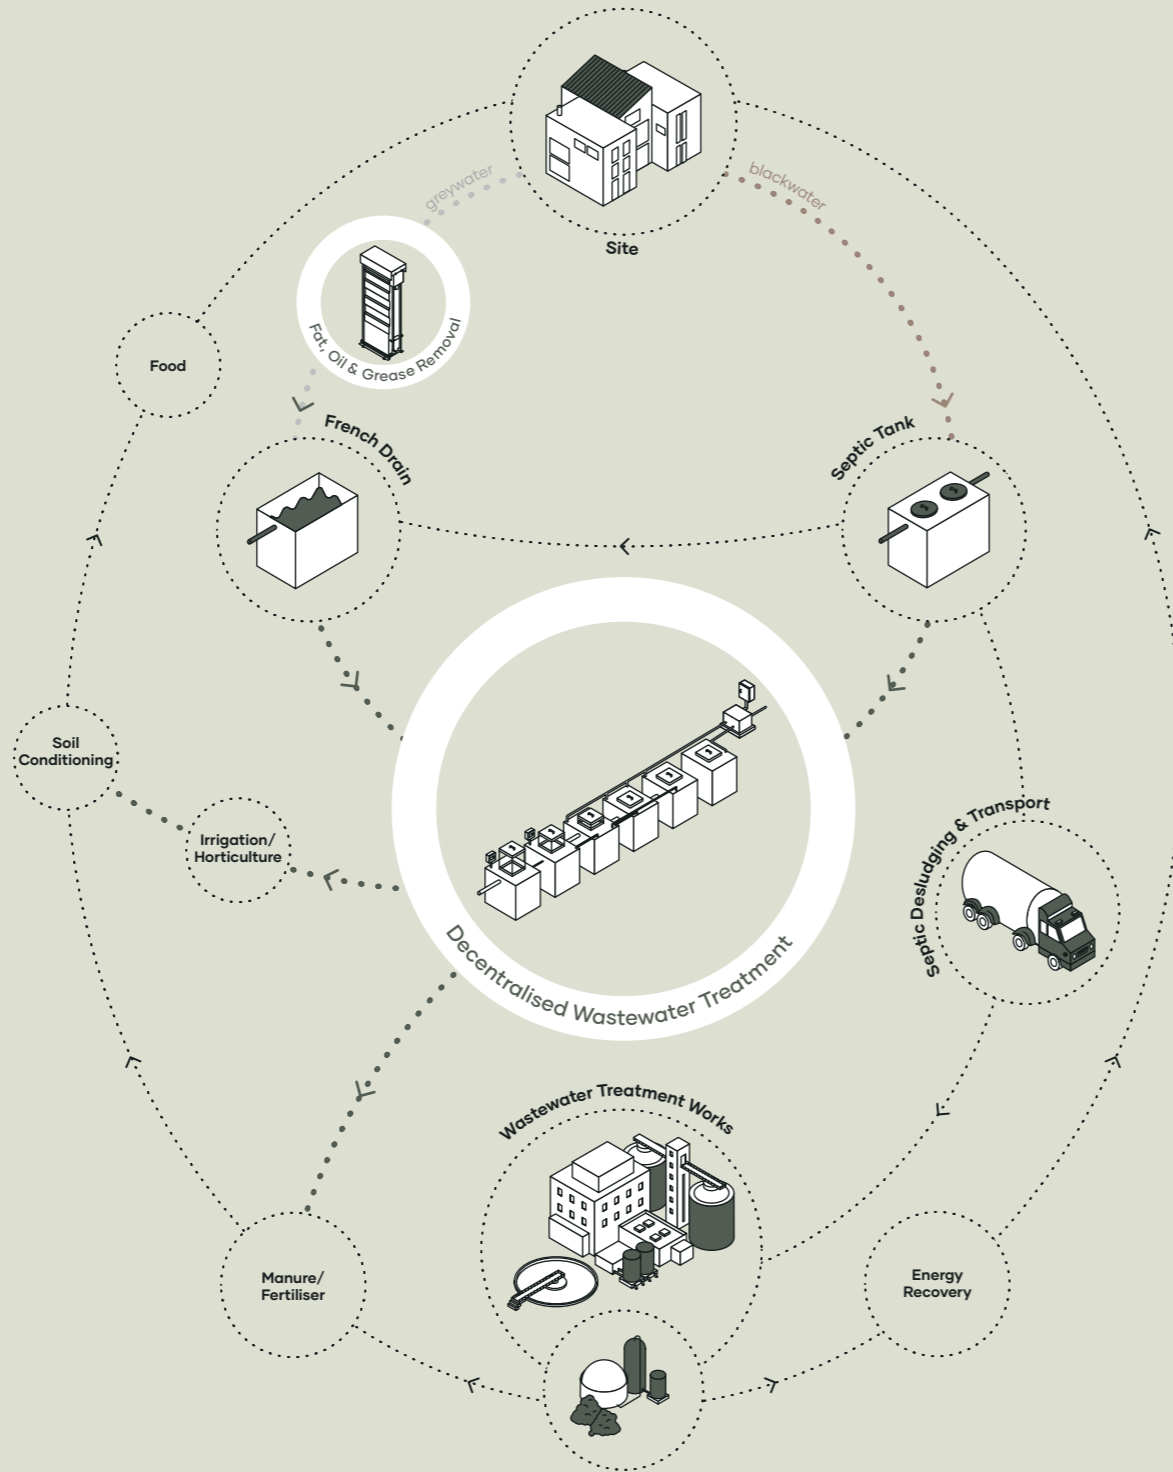 greywater
blackwater
Site
Fat, Oil & Grease Removal
Food
French Drain
Septic Tank
Soil
Conditioning
Irrigation/
Horticulture
Septic Desludging & Transport
Decentralised Wastewater Treatment
Wastewater Treatment Works
Manure/
Fertiliser
Energy
Recovery